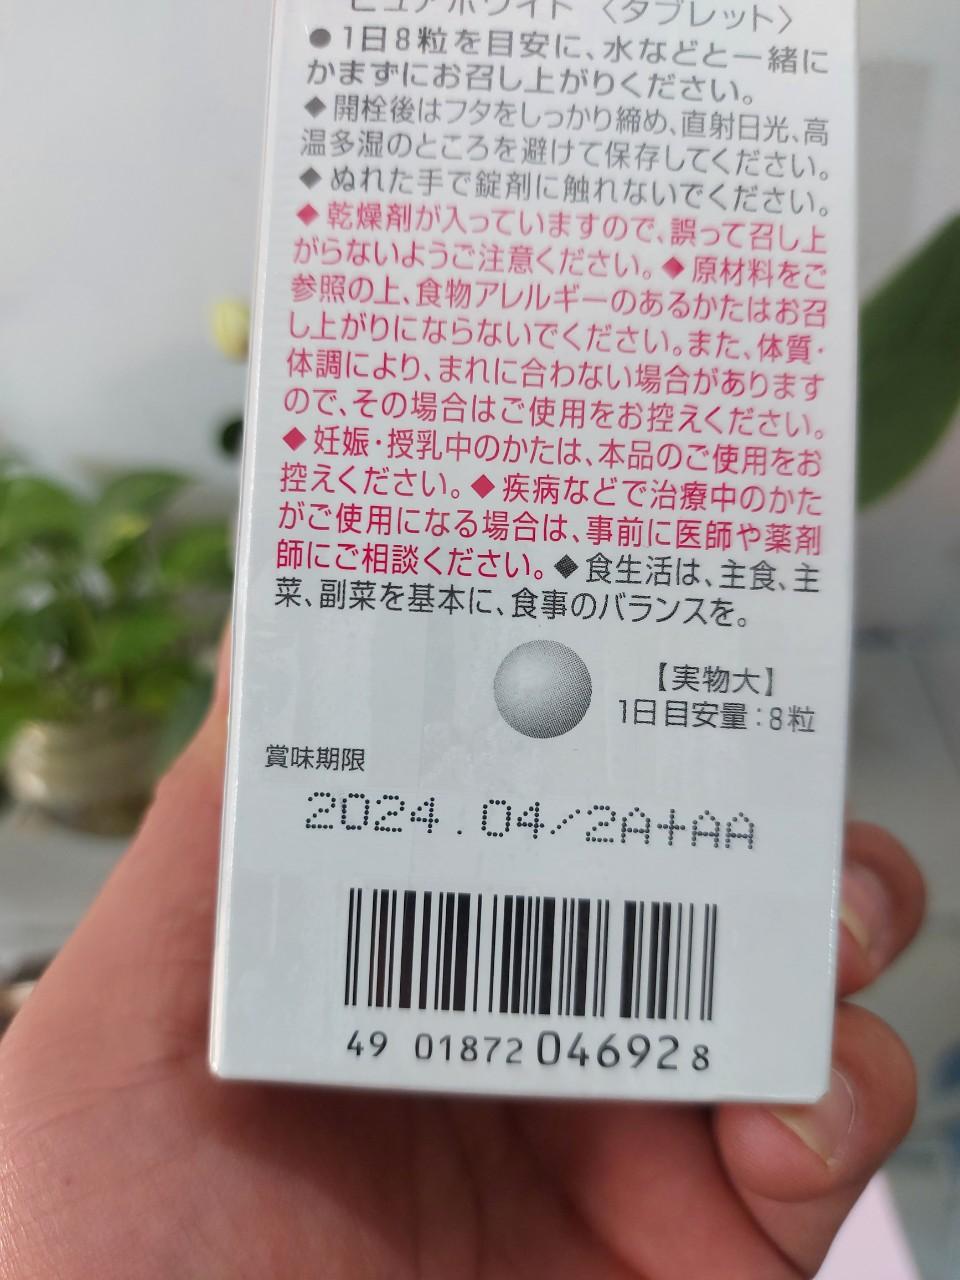 ピュアホワイト 〈タブレット〉
●1日8粒を目安に、水などと一緒に
かまずにお召し上がりください。
◆開栓後はフタをしっかり締め、直射日光、高
温多湿のところを避けて保存してください。
◆ぬれた手で錠剤に触れないでください。
◆乾燥剤が入っていますので、誤って召し上
がらないようご注意ください。◆原材料をご
参照の上、食物アレルギーのあるかたはお召
し上がりにならないでください。また、体質・
体調により、まれに合わない場合があります
ので、その場合はご使用をお控えください。
◆妊娠・授乳中のかたは、本品のご使用をお
控えください。◆疾病などで治療中のかた
がご使用になる場合は、事前に医師や薬剤
師にご相談ください。◆食生活は、主食、主
菜、副菜を基本に、食事のバランスを。
【実物大】
1日目安量：8粒
賞味期限
2024.04/2A+AA
49 01872 046928